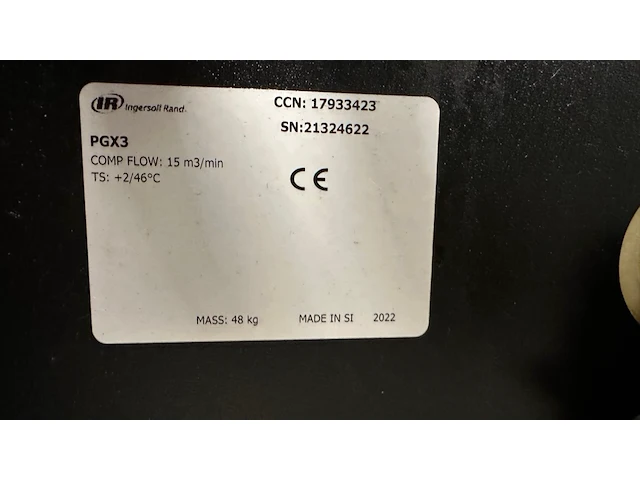 IR Ingersoll Rand.
CCN: 17933423
SN:21324622
PGX3
COMP FLOW: 15 m3/min
TS: +2/46°C
CE
MASS: 48 kg MADE IN SI 2022